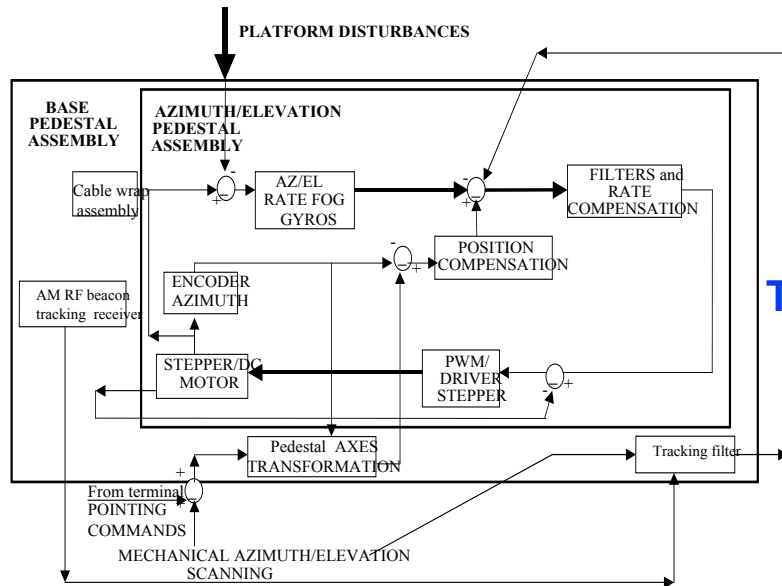 PLATFORM DISTURBANCES
BASE
PEDESTAL
ASSEMBLY
AZIMUTH/ELEVATION
PEDESTAL
ASSEMBLY
-
+
-
Cable wrap
assembly
AZ/EL
RATE FOG
GYROS
-
-
+
FILTERS and
RATE
COMPENSATION
-
-
+
POSITION
COMPENSATION
ENCODER
AZIMUTH
AM RF beacon
tracking receiver
T
STEPPER/DC
MOTOR
PWM/
DRIVER
STEPPER
-
-
+
Pedestal AXES
TRANSFORMATION
Tracking filter
+
-
+
From terminal
POINTING
COMMANDS
MECHANICAL AZIMUTH/ELEVATION
SCANNING